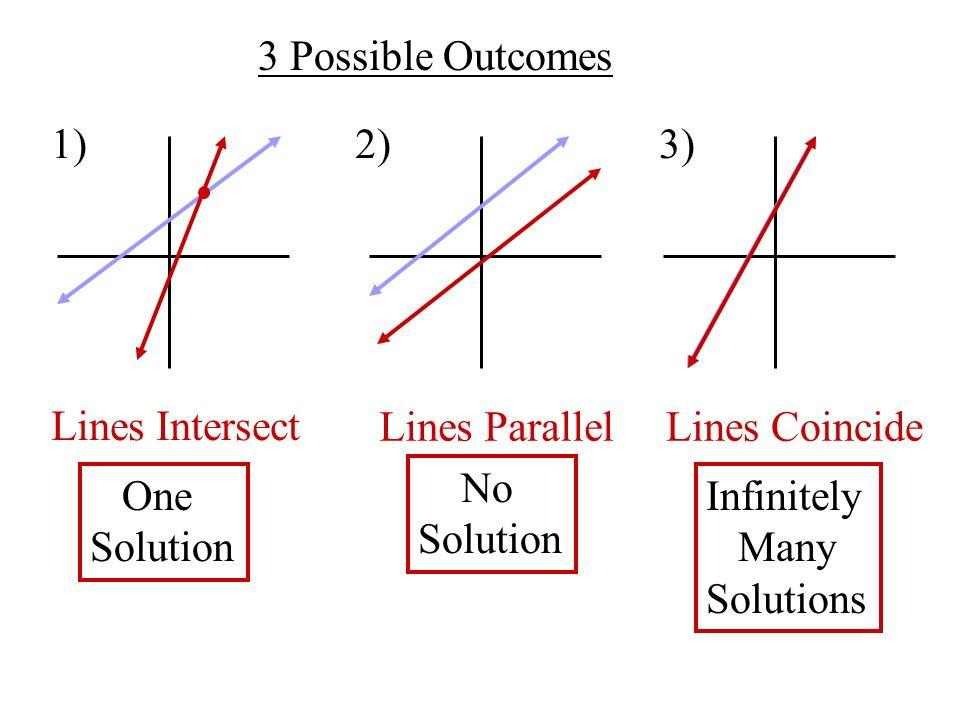 3 Possible Outcomes
1)
2)
3)
Lines Intersect
Lines Parallel
Lines Coincide
One
Solution
No
Solution
Infinitely
Many
Solutions